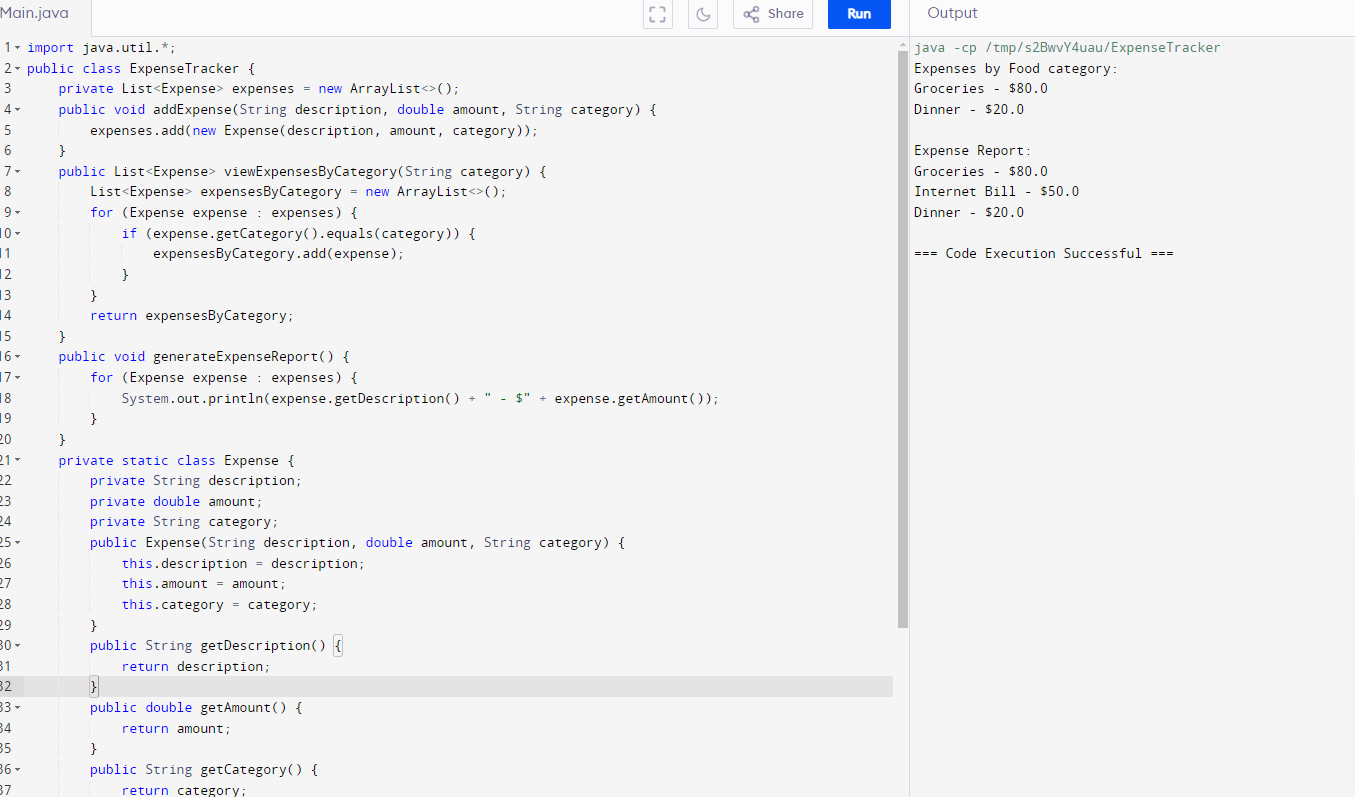 Main.java
Share
Run
Output
1 import java.util.*;
2 public class ExpenseTracker {
3 private List<Expense> expenses = new ArrayList<>();
4 public void addExpense(String description, double amount, String category) {
5 expenses.add(new Expense(description, amount, category));
6 }
7 public List<Expense> viewExpensesByCategory(String category) {
8 List<Expense> expensesByCategory = new ArrayList<>();
9 for (Expense expense : expenses) {
10 if (expense.getCategory().equals(category)) {
11 expensesByCategory.add(expense);
12 }
13 }
14 return expensesByCategory;
15 }
16 public void generateExpenseReport() {
17 for (Expense expense : expenses) {
18 System.out.println(expense.getDescription() + " - $" + expense.getAmount());
19 }
20 }
21 private static class Expense {
22 private String description;
23 private double amount;
24 private String category;
25 public Expense(String description, double amount, String category) {
26 this.description = description;
27 this.amount = amount;
28 this.category = category;
29 }
30 public String getDescription() {
31 return description;
32 }
33 public double getAmount() {
34 return amount;
35 }
36 public String getCategory() {
37 return category;
java -cp /tmp/s2BwvY4uau/ExpenseTracker
Expenses by Food category:
Groceries - $80.0
Dinner - $20.0
Expense Report:
Groceries - $80.0
Internet Bill - $50.0
Dinner - $20.0
=== Code Execution Successful ===